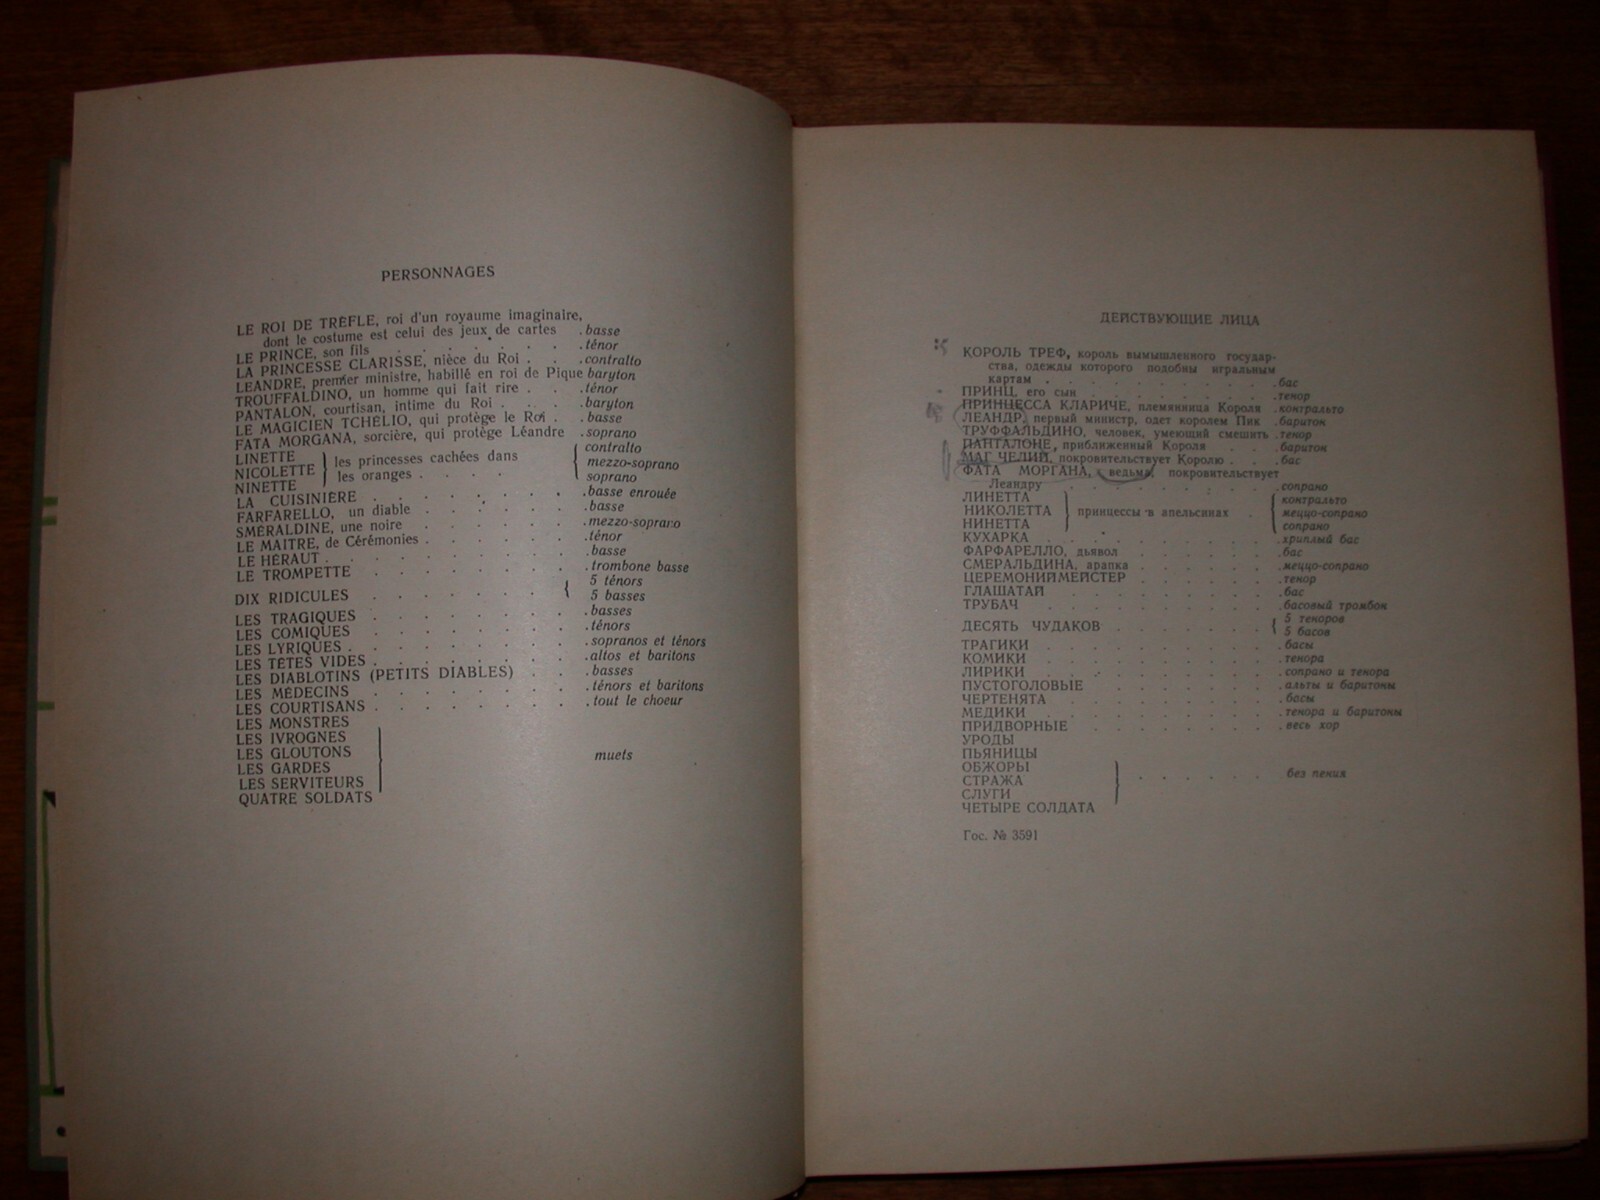 PERSONNAGES
LE ROI DE TRÈFLE, roi d'un royaume imaginaire,
dont le costume est celui des jeux de cartes . basse
LE PRINCE, son fils . . . . . . . ténor
LA PRINCESSE CLARISSE, nièce du Roi . . . contralto
LÉANDRE, premier ministre, habillé en roi de Pique baryton
TROUFFALDINO, un homme qui fait rire . . . ténor
PANTALON, courtisan, intime du Roi . . . baryton
LE MAGICIEN TCHÉLIO, qui protège le Roi . . basse
FATA MORGANA, sorcière, qui protège Léandre . soprano
LINETTE contralto
NICOLETTE les princesses cachées dans mezzo-soprano
NINETTE les oranges . . . . soprano
LA CUISINIÈRE . . . . . . . . basse enrouée
FARFARELLO, un diable . . . . . . basse
SMÉRALDINE, une noire . . . . . . mezzo-soprano
LE MAITRE, de Cérémonies . . . . . . ténor
LE HÉRAUT . . . . . . . . . basse
LE TROMPETTE . . . . . . . . trombone basse
DIX RIDICULES . . . . . . . { 5 ténors
5 basses
LES TRAGIQUES . . . . . . . . basses
LES COMIQUES . . . . . . . . ténors
LES LYRIQUES . . . . . . . . sopranos et ténors
LES TÊTES VIDES . . . . . . . . altos et baritons
LES DIABLOTINS (PETITS DIABLES) . . . basses
LES MÉDECINS . . . . . . . . ténors et baritons
LES COURTISANS . . . . . . . . tout le choeur
LES MONSTRES
LES IVROGNES
LES GLOUTONS muets
LES GARDES
LES SERVITEURS
QUATRE SOLDATS
ДЕЙСТВУЮЩИЕ ЛИЦА
КОРОЛЬ ТРЕФ, король вымышленного государ-
ства, одежды которого подобны игральным
картам . . . . . . . . . бас
ПРИНЦ, его сын . . . . . . . . тенор
ПРИНЦЕССА КЛАРИЧЕ, племянница Короля . контральто
ЛЕАНДР, первый министр, одет королем Пик . баритон
ТРУФФАЛЬДИНО, человек, умеющий смешить . тенор
ПАНТАЛОНЕ, приближенный Короля . . . баритон
МАГ ЧЕЛИЙ, покровительствует Королю . . . бас
ФАТА МОРГАНА, ведьма, покровительствует
Леандру . . . . . . . . . сопрано
ЛИНЕТТА контральто
НИКОЛЕТТА принцессы в апельсинах . меццо-сопрано
НИНЕТТА сопрано
КУХАРКА . . . . . . . . . хриплый бас
ФАРФАРЕЛЛО, дьявол . . . . . . . бас
СМЕРАЛЬДИНА, арапка . . . . . . меццо-сопрано
ЦЕРЕМОНИЙМЕЙСТЕР . . . . . . тенор
ГЛАШАТАЙ . . . . . . . . . бас
ТРУБАЧ . . . . . . . . . басовый тромбон
ДЕСЯТЬ ЧУДАКОВ . . . . . . . { 5 теноров
5 басов
ТРАГИКИ . . . . . . . . . басы
КОМИКИ . . . . . . . . . тенора
ЛИРИКИ . . . . . . . . . сопрано и тенора
ПУСТОГОЛОВЫЕ . . . . . . . альты и баритоны
ЧЕРТЕНЯТА . . . . . . . . басы
МЕДИКИ . . . . . . . . . тенора и баритоны
ПРИДВОРНЫЕ . . . . . . . . весь хор
УРОДЫ
ПЬЯНИЦЫ
ОБЖОРЫ
СТРАЖА . . . . . без пения
СЛУГИ
ЧЕТЫРЕ СОЛДАТА
Гос. № 3591